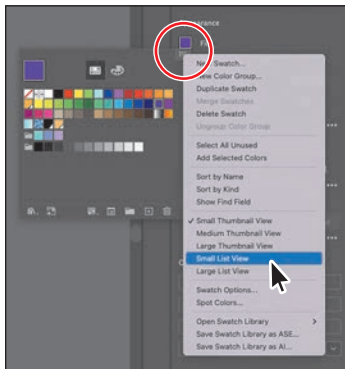 New Swatch...
New Color Group...
Duplicate Swatch
Merge Swatches
Delete Swatch
Ungroup Color Group
Select All Unused
Add Selected Colors
Sort by Name
Sort by Kind
Show Find Field
✓ Small Thumbnail View
Medium Thumbnail View
Large Thumbnail View
Small List View
Large List View
Swatch Options...
Spot Colors...
Open Swatch Library >
Save Swatch Library as ASE...
Save Swatch Library as AI...